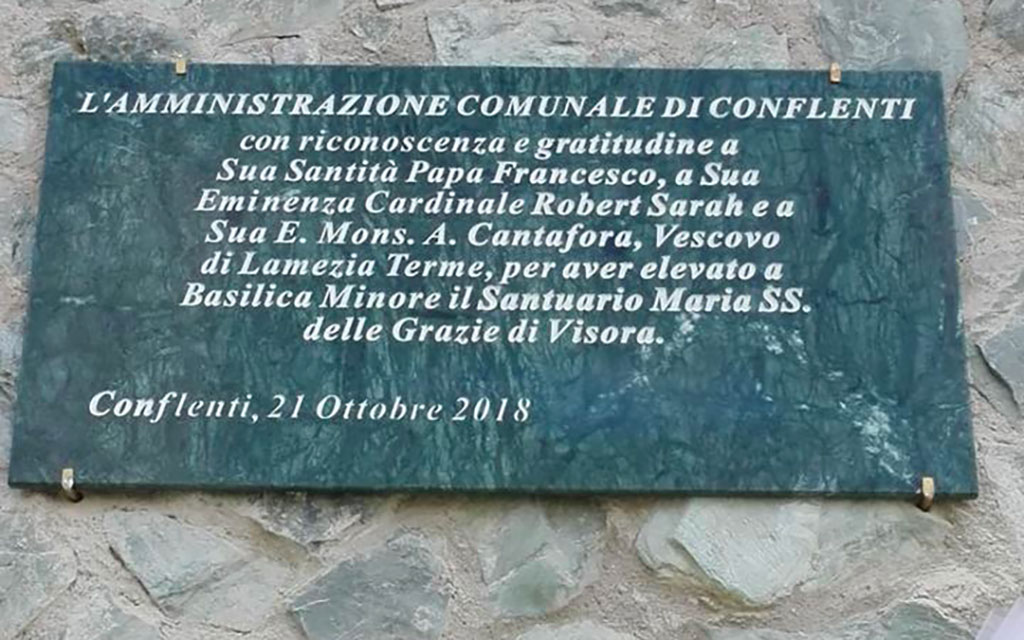 L'AMMINISTRAZIONE COMUNALE DI CONFLENTI
con riconoscenza e gratitudine a
Sua Santità Papa Francesco, a Sua
Eminenza Cardinale Robert Sarah e a
Sua E. Mons. A. Cantafora, Vescovo
di Lamezia Terme, per aver elevato a
Basilica Minore il Santuario Maria SS.
delle Grazie di Visora.
Conflenti, 21 Ottobre 2018